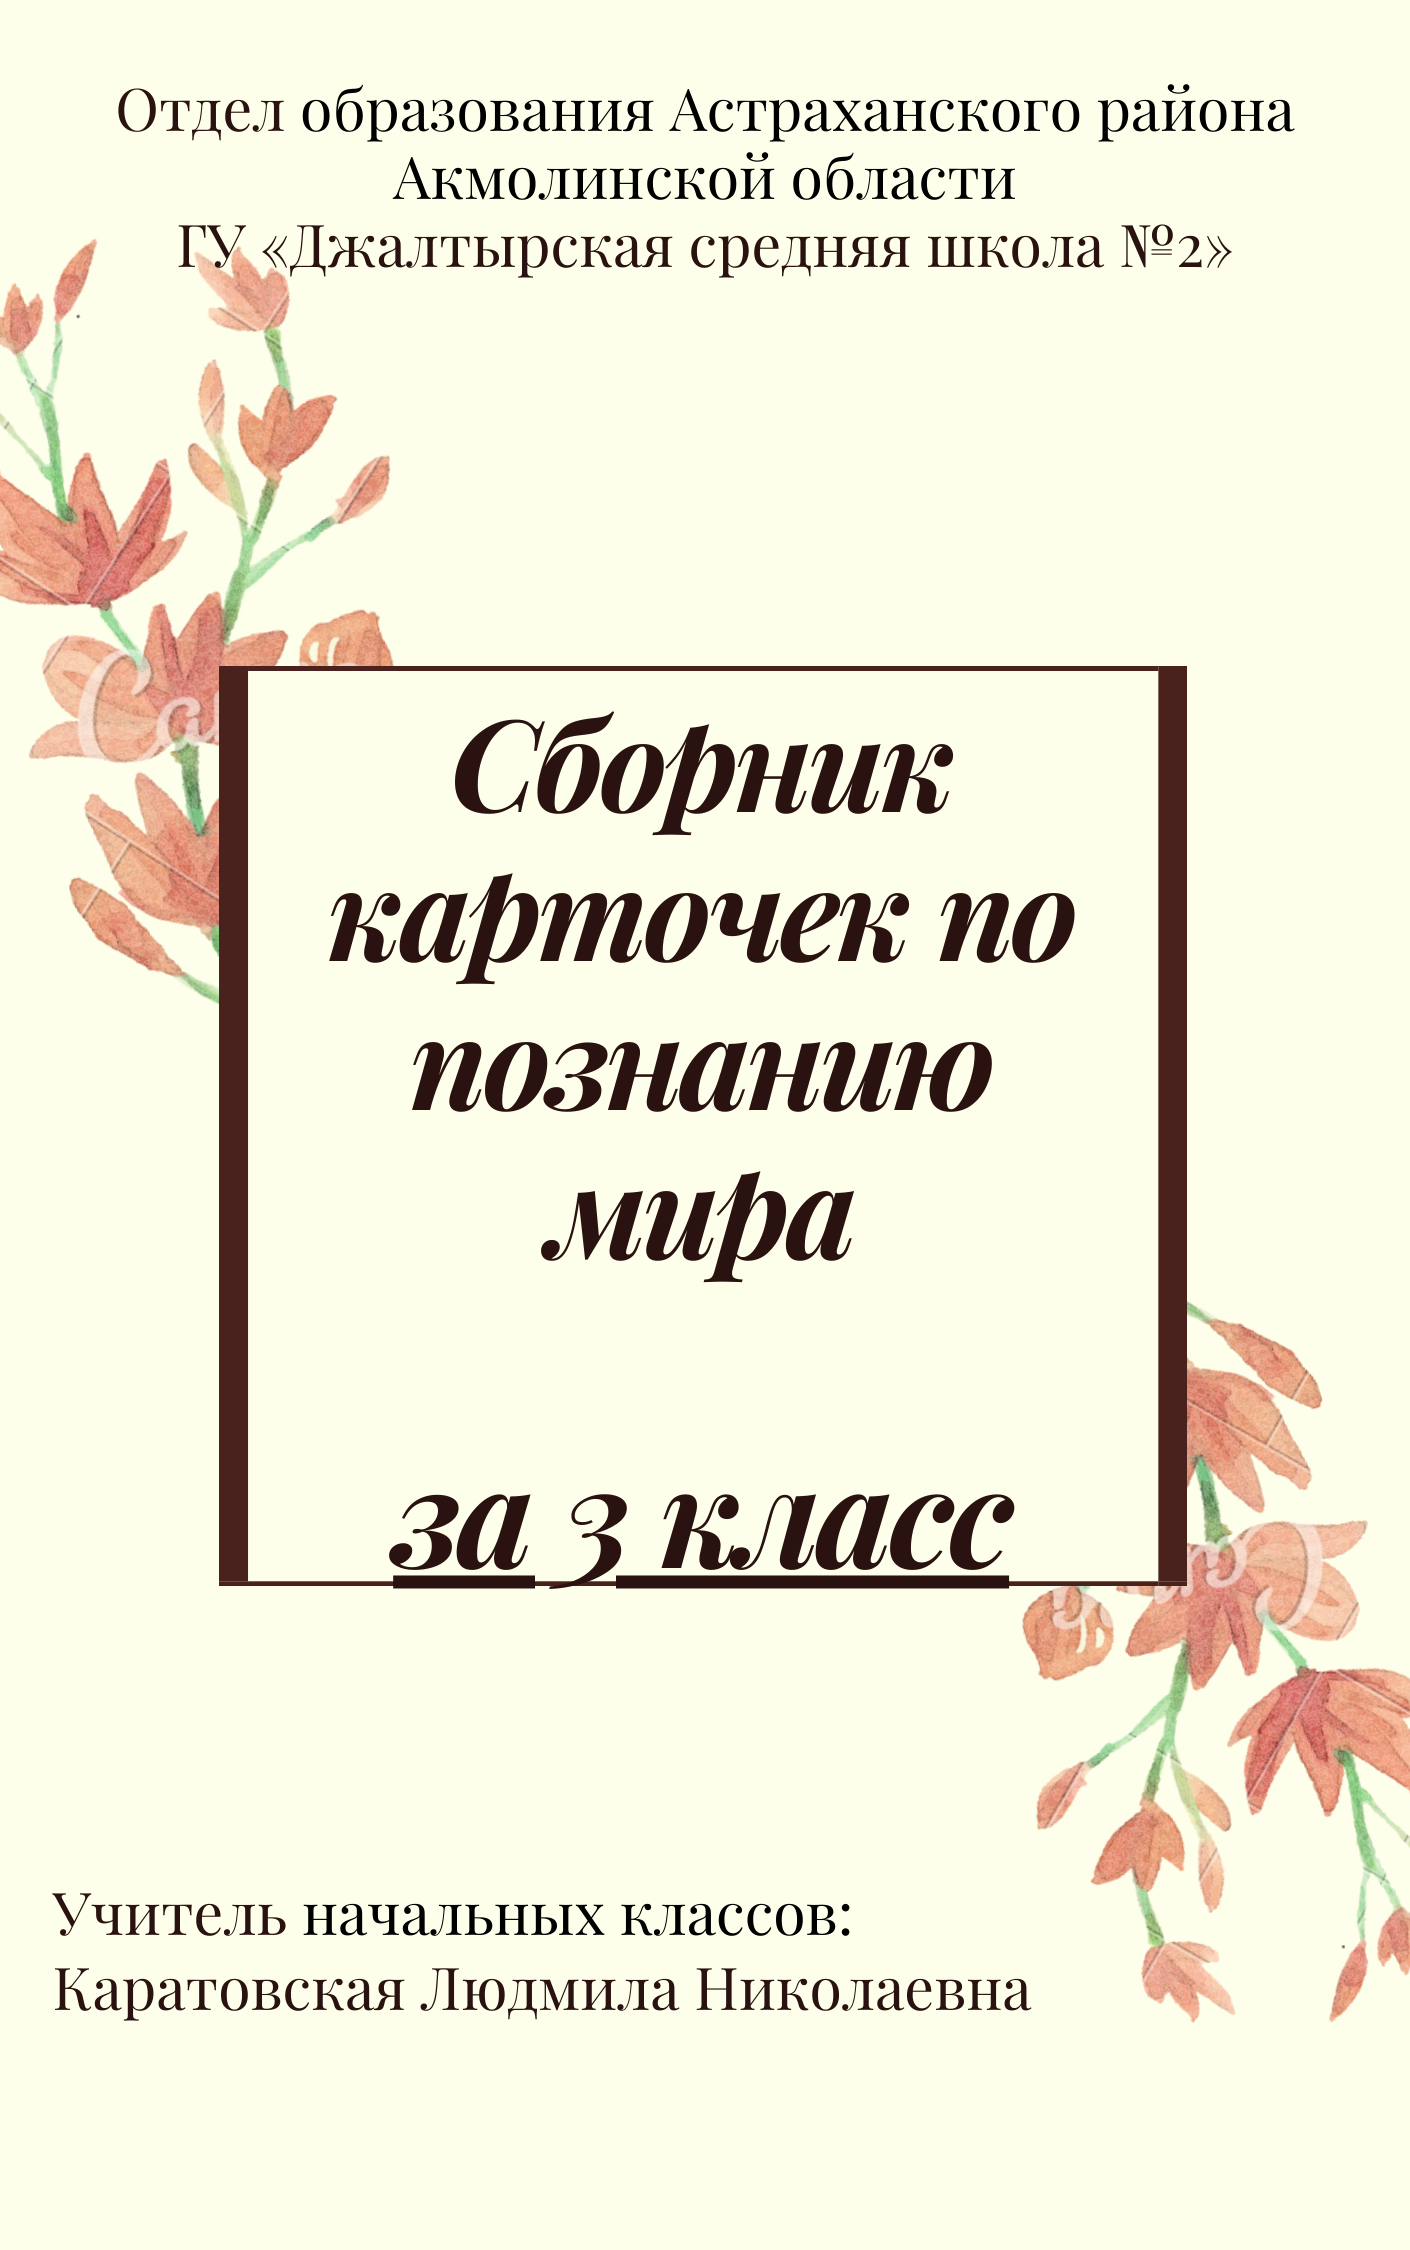 Отдел образования Астраханского района
Акмолинской области
ГУ «Джалтырская средняя школа №2»
Сборник
карточек по
познанию
мира
за 3 класс
Учитель начальных классов:
Каратовская Людмила Николаевна